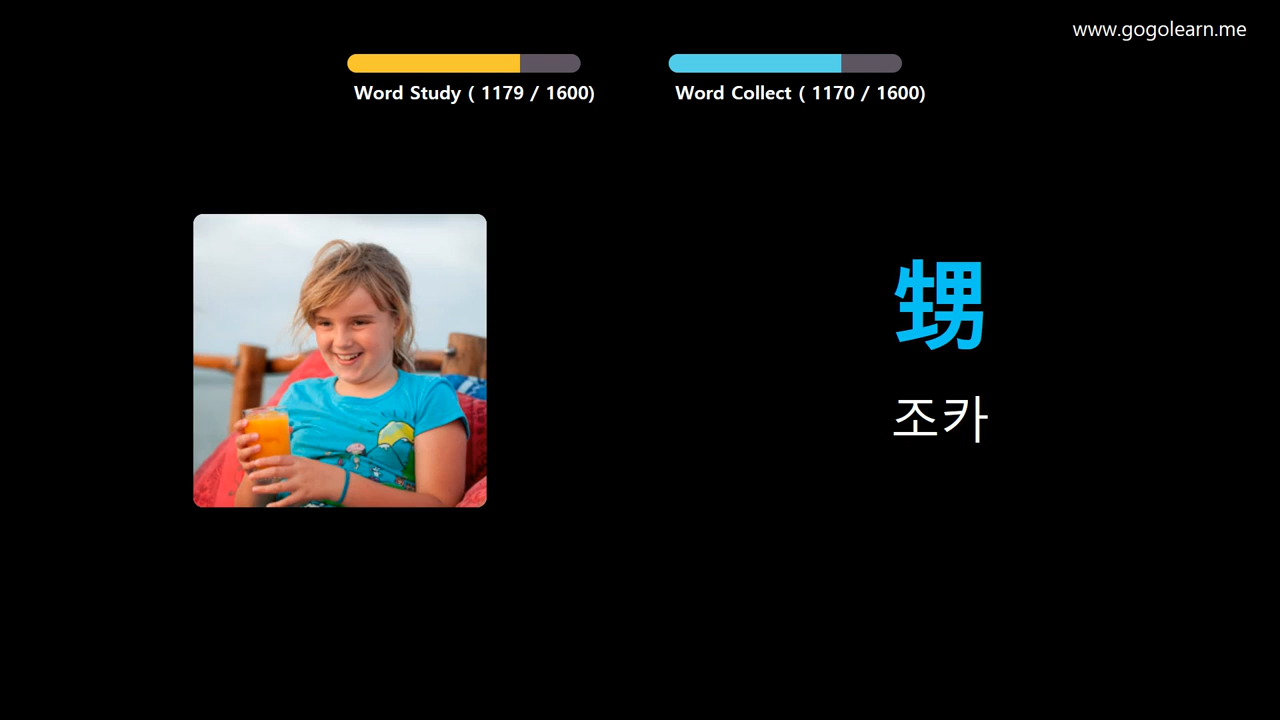 www.gogolearn.me
Word Study ( 1179 / 1600)
Word Collect ( 1170 / 1600)
甥
조카